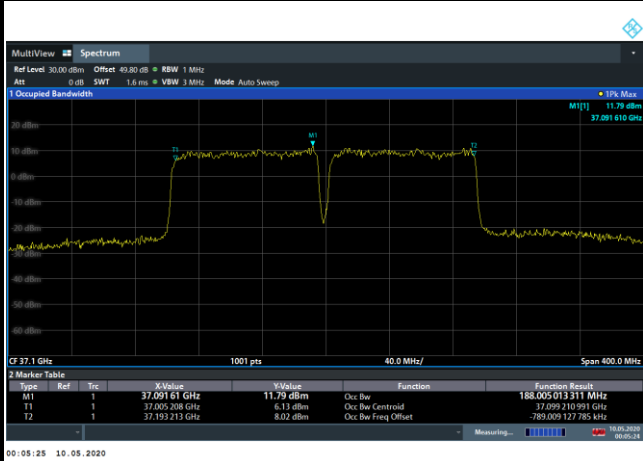 MultiView Spectrum
Ref Level 30.00 dBm Offset 49.80 dB RBW 1 MHz
Att 0 dB SWT 1.6 ms VBW 3 MHz Mode Auto Sweep
1 Occupied Bandwidth 1Pk Max
M1[1] 11.79 dBm
37.091 610 GHz
20 dBm
M1
10 dBm T1 T2
0 dBm
-10 dBm
-20 dBm
-30 dBm
-40 dBm
-50 dBm
-60 dBm
CF 37.1 GHz 1001 pts 40.0 MHz/ Span 400.0 MHz
2 Marker Table
Type Ref Trc X-Value Y-Value Function Function Result
M1 1 37.091 61 GHz 11.79 dBm Occ Bw 188.005 013 311 MHz
T1 1 37.005 208 GHz 6.13 dBm Occ Bw Centroid 37.099 210 991 GHz
T2 1 37.193 213 GHz 8.02 dBm Occ Bw Freq Offset -789.009 127 785 kHz
Measuring... 10.05.2020
00:05:24
00:05:25 10.05.2020